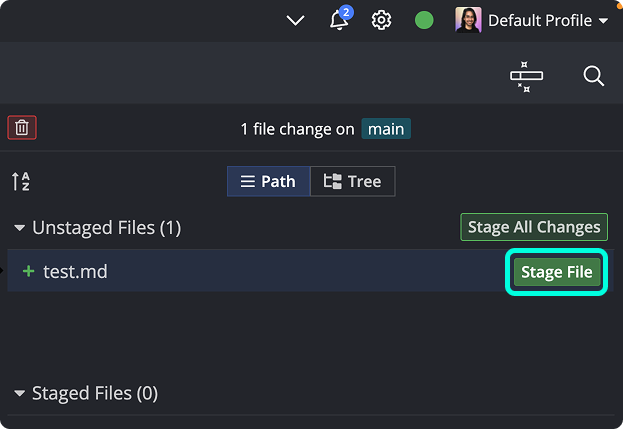 2
Default Profile
1 file change on main
A
Z
Path
Tree
Unstaged Files (1)
Stage All Changes
test.md
Stage File
Staged Files (0)